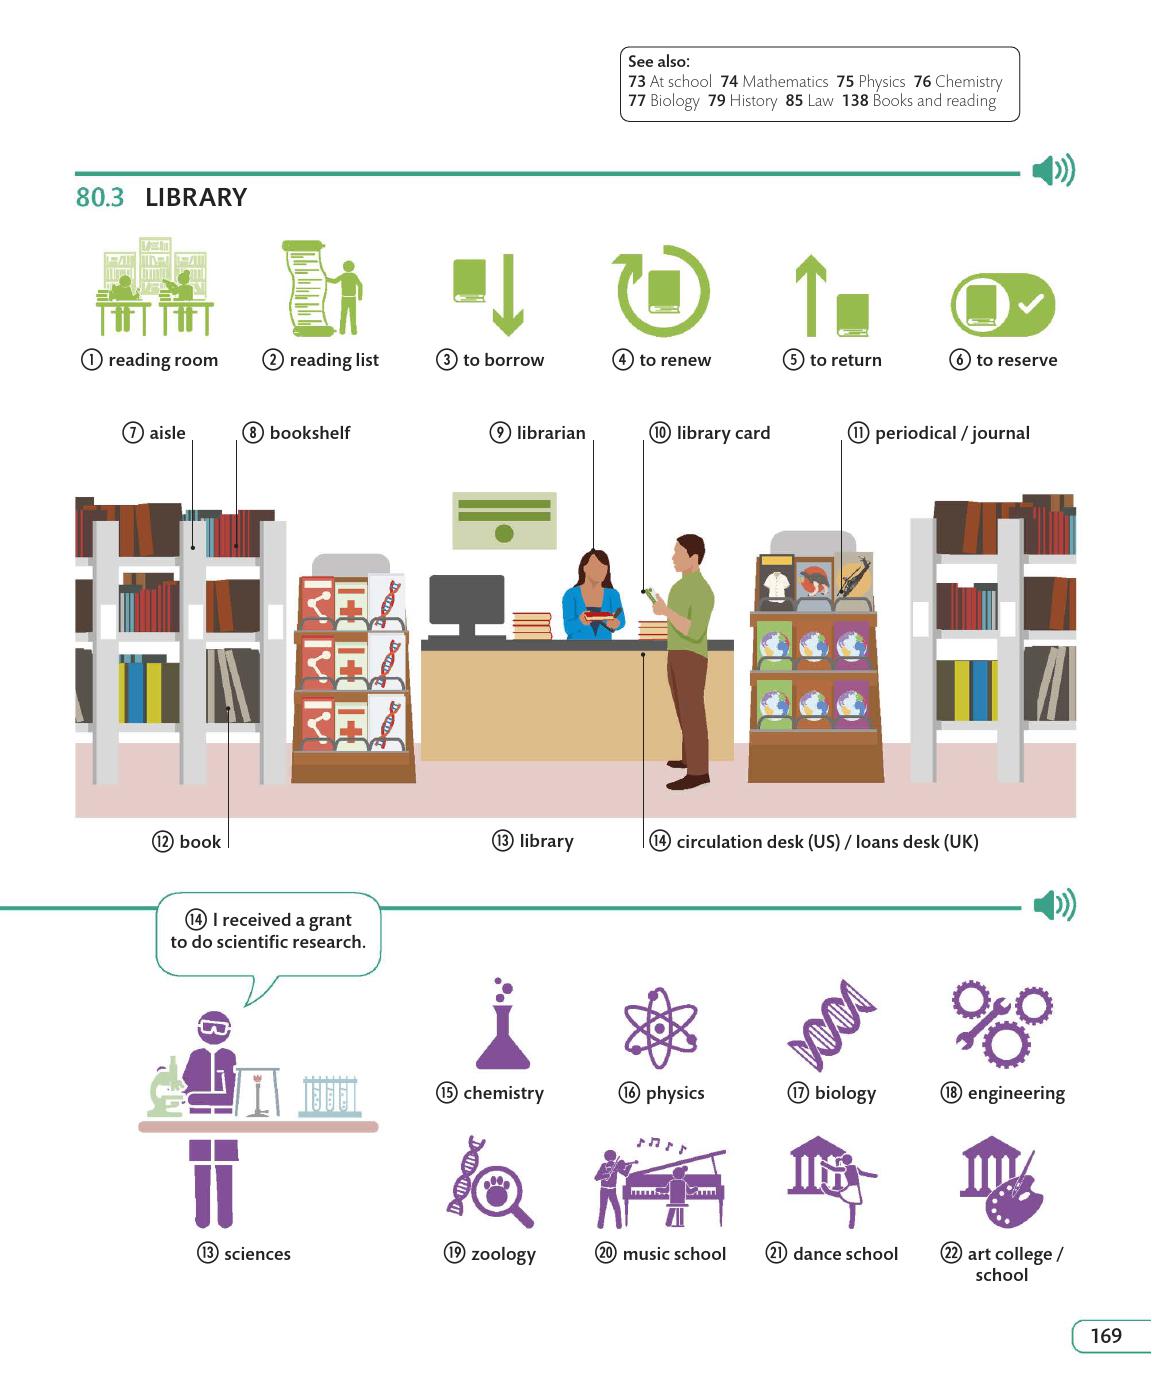 See also:
73 At school 74 Mathematics 75 Physics 76 Chemistry
77 Biology 79 History 85 Law 138 Books and reading
80.3 LIBRARY
1 reading room
2 reading list
3 to borrow
4 to renew
5 to return
6 to reserve
7 aisle
8 bookshelf
9 librarian
10 library card
11 periodical / journal
12 book
13 library
14 circulation desk (US) / loans desk (UK)
14 I received a grant
to do scientific research.
13 sciences
15 chemistry
16 physics
17 biology
18 engineering
19 zoology
20 music school
21 dance school
22 art college /
school
169